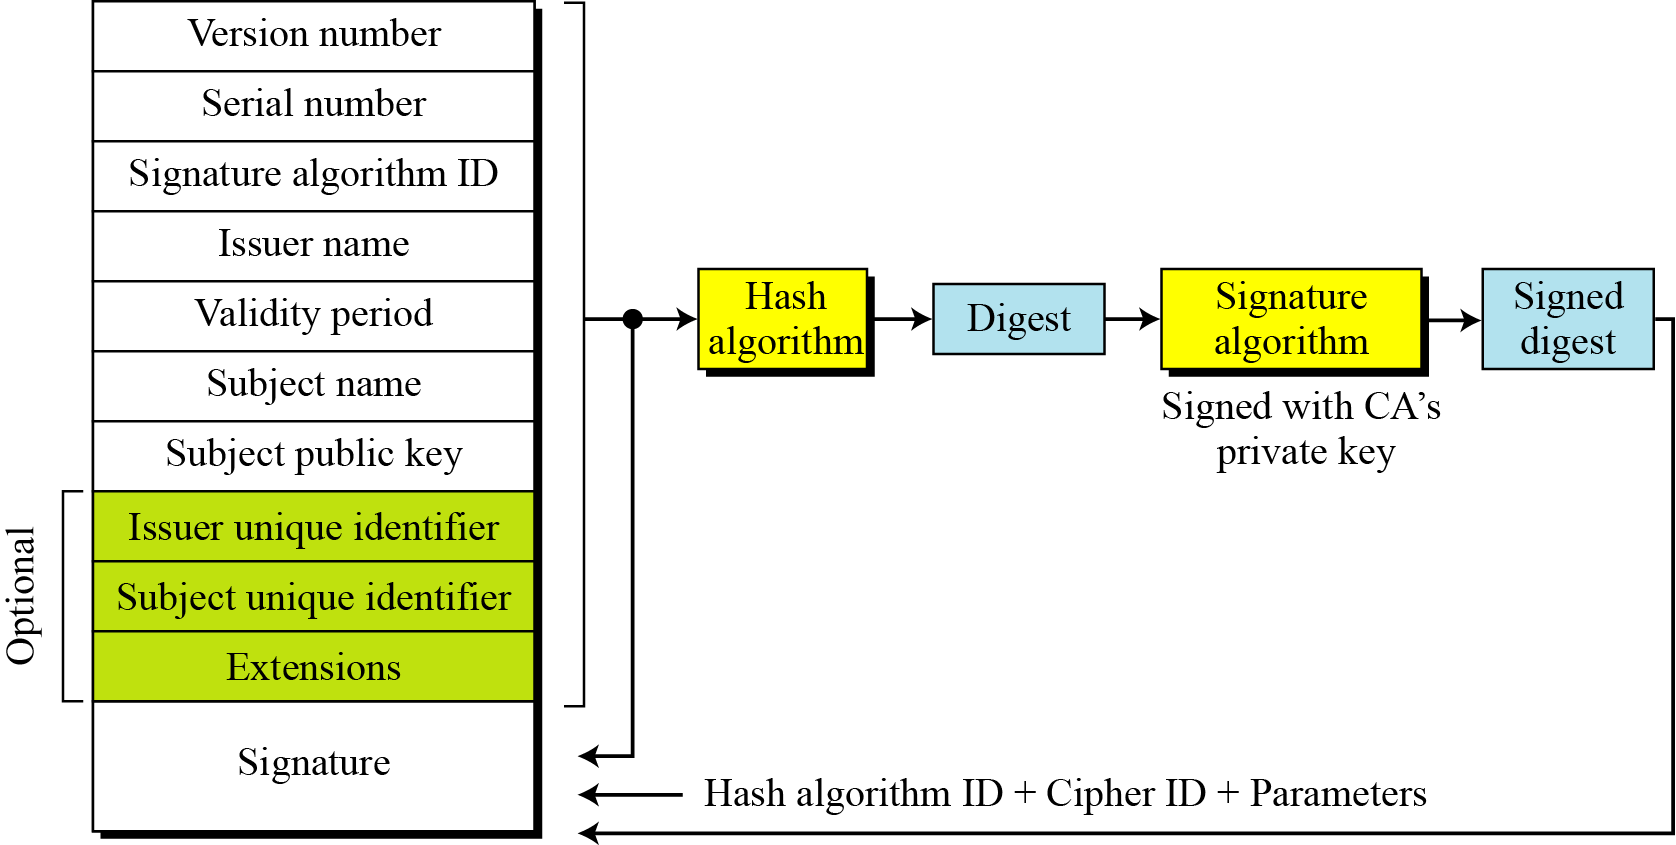 Version number
Serial number
Signature algorithm ID
Issuer name
Validity period
Subject name
Subject public key
Optional
Issuer unique identifier
Subject unique identifier
Extensions
Signature
Hash
algorithm
Digest
Signature
algorithm
Signed with CA’s
private key
Signed
digest
Hash algorithm ID + Cipher ID + Parameters